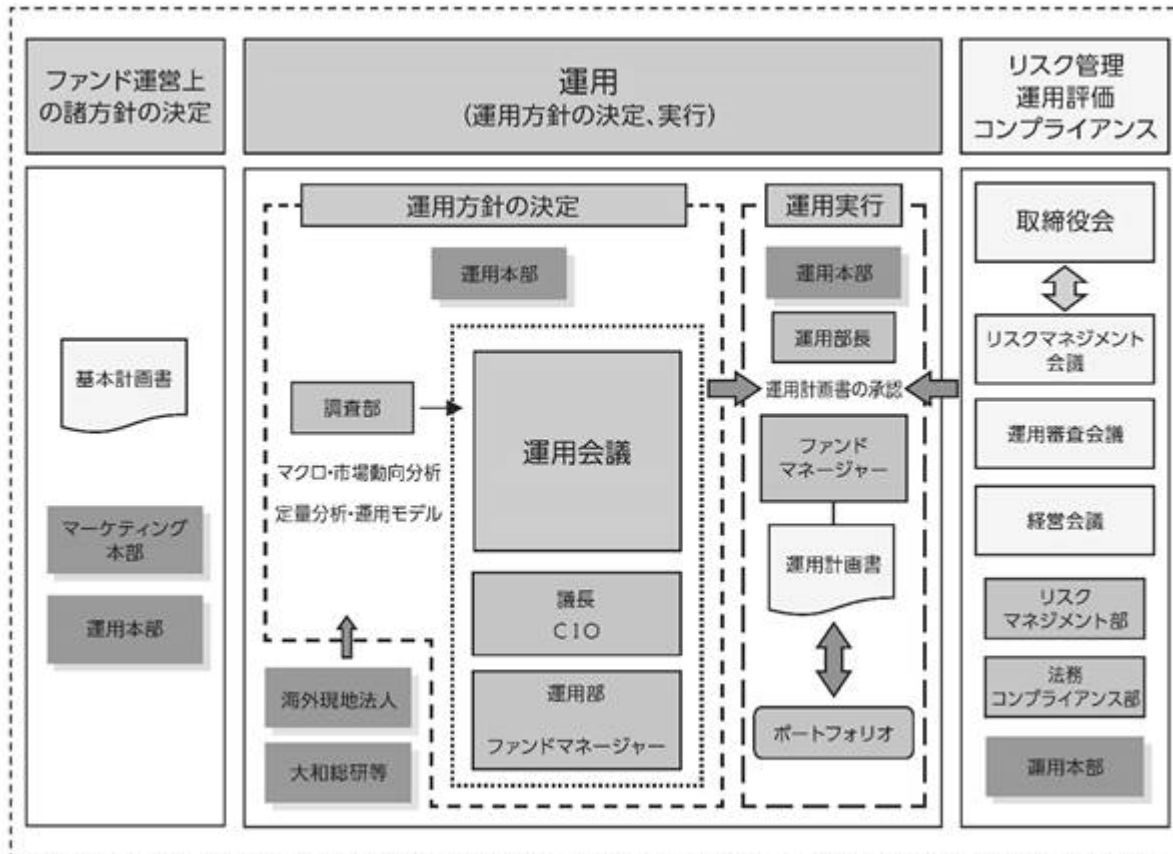 ファンド運営上
の諸方針の決定
運用
(運用方針の決定、実行)
リスク管理
運用評価
コンプライアンス
基本計画書
マーケティング
本部
運用本部
運用方針の決定
運用本部
調査部
マクロ・市場動向分析
定量分析・運用モデル
海外現地法人
大和総研等
運用会議
議長
CIO
運用部
ファンドマネージャー
運用実行
運用本部
運用部長
運用計画書の承認
ファンド
マネージャー
運用計画書
ポートフォリオ
取締役会
リスクマネジメント
会議
運用審査会議
経営会議
リスク
マネジメント部
法務
コンプライアンス部
運用本部